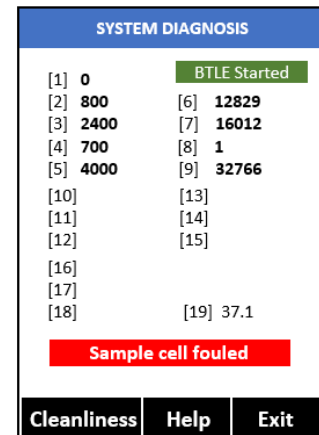 SYSTEM DIAGNOSIS
BTLE Started
[1] 0
[2] 800 [6] 12829
[3] 2400 [7] 16012
[4] 700 [8] 1
[5] 4000 [9] 32766
[10] [13]
[11] [14]
[12] [15]
[16]
[17]
[18] [19] 37.1
Sample cell fouled
Cleanliness Help Exit